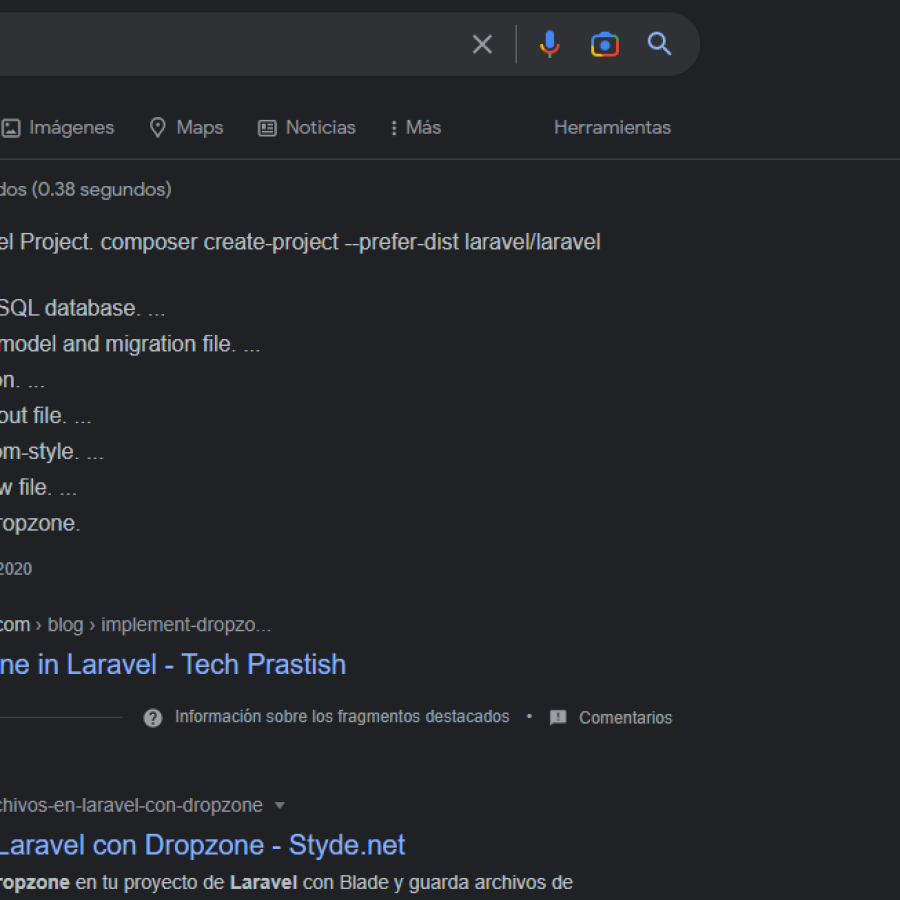 Imágenes Maps Noticias Más Herramientas
dos (0.38 segundos)
el Project. composer create-project --prefer-dist laravel/laravel
SQL database. ...
model and migration file. ...
on. ...
out file. ...
om-style. ...
w file. ...
ropzone.
2020
com › blog › implement-dropzo...
ne in Laravel - Tech Prastish
Información sobre los fragmentos destacados • Comentarios
chivos-en-laravel-con-dropzone
Laravel con Dropzone - Styde.net
ropzone en tu proyecto de Laravel con Blade y guarda archivos de